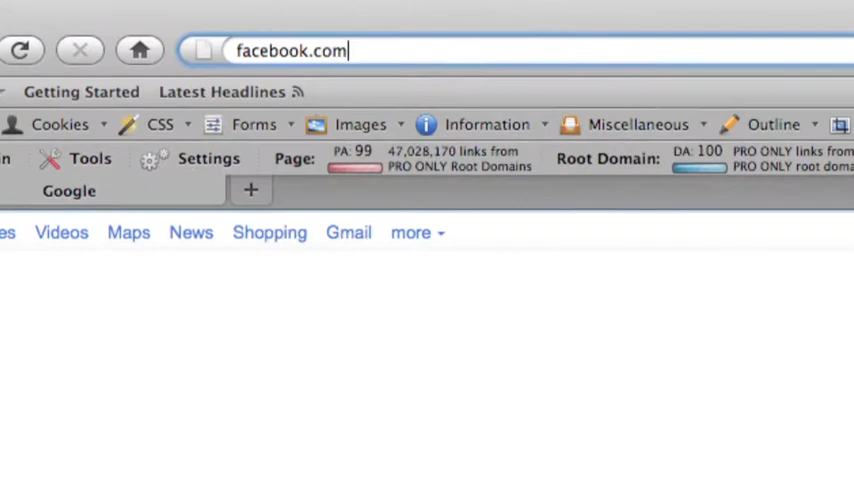 facebook.com
Getting Started Latest Headlines
Cookies CSS Forms Images Information Miscellaneous Outline
Tools Settings Page: PA: 99 47,028,170 links from PRO ONLY Root Domains Root Domain: DA: 100 PRO ONLY links from PRO ONLY root
Google
Videos Maps News Shopping Gmail more